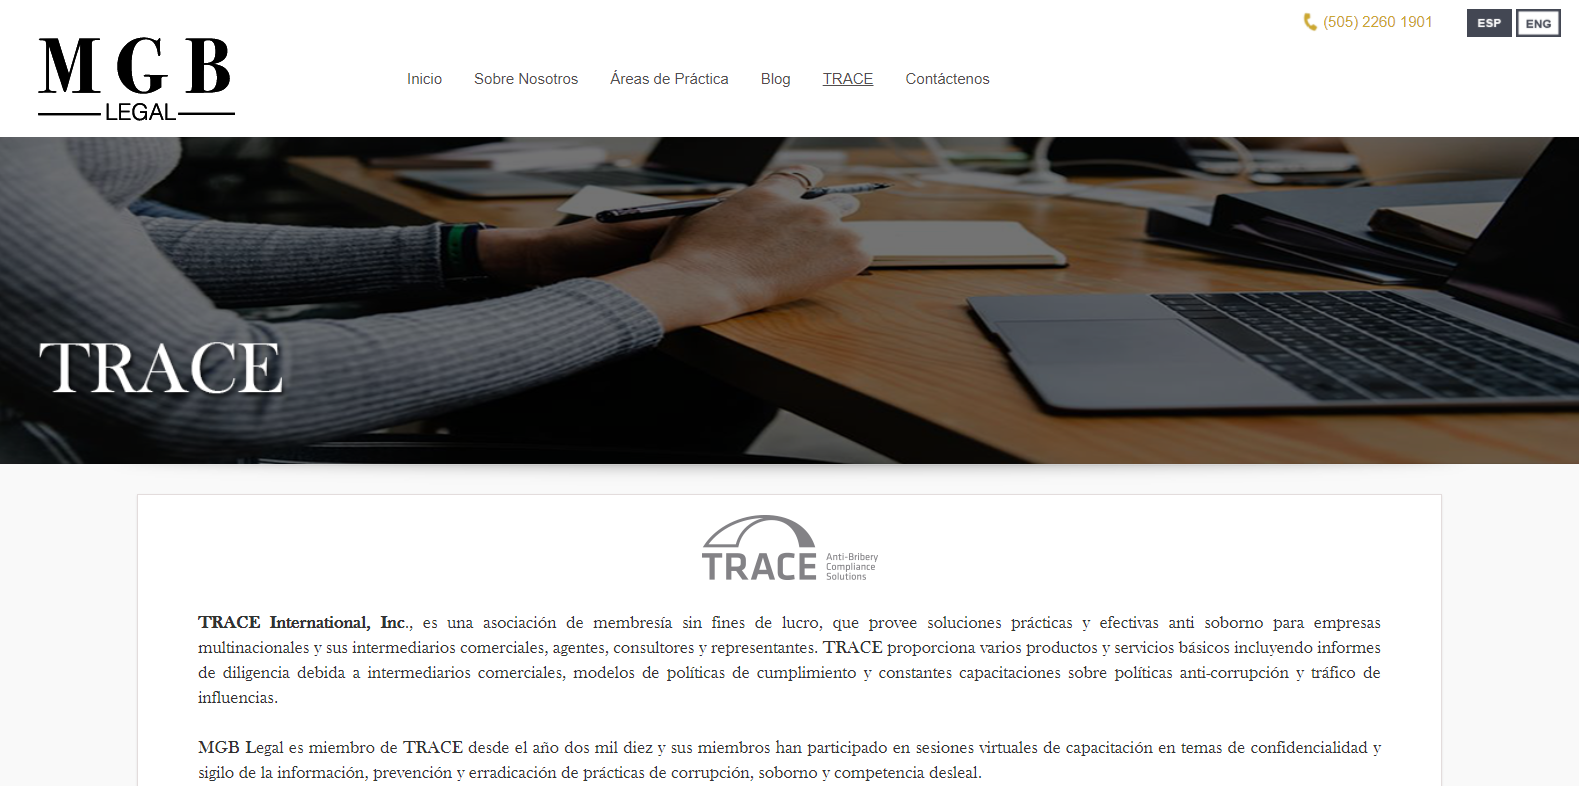 (505) 2260 1901
ESP
ENG
MGB
LEGAL
Inicio
Sobre Nosotros
Áreas de Práctica
Blog
TRACE
Contáctenos
TRACE
TRACE
Anti-Bribery
Compliance
Solutions
TRACE International, Inc., es una asociación de membresía sin fines de lucro, que provee soluciones prácticas y efectivas anti soborno para empresas
multinacionales y sus intermediarios comerciales, agentes, consultores y representantes. TRACE proporciona varios productos y servicios básicos incluyendo informes
de diligencia debida a intermediarios comerciales, modelos de políticas de cumplimiento y constantes capacitaciones sobre políticas anti-corrupción y tráfico de
influencias.
MGB Legal es miembro de TRACE desde el año dos mil diez y sus miembros han participado en sesiones virtuales de capacitación en temas de confidencialidad y
sigilo de la información, prevención y erradicación de prácticas de corrupción, soborno y competencia desleal.